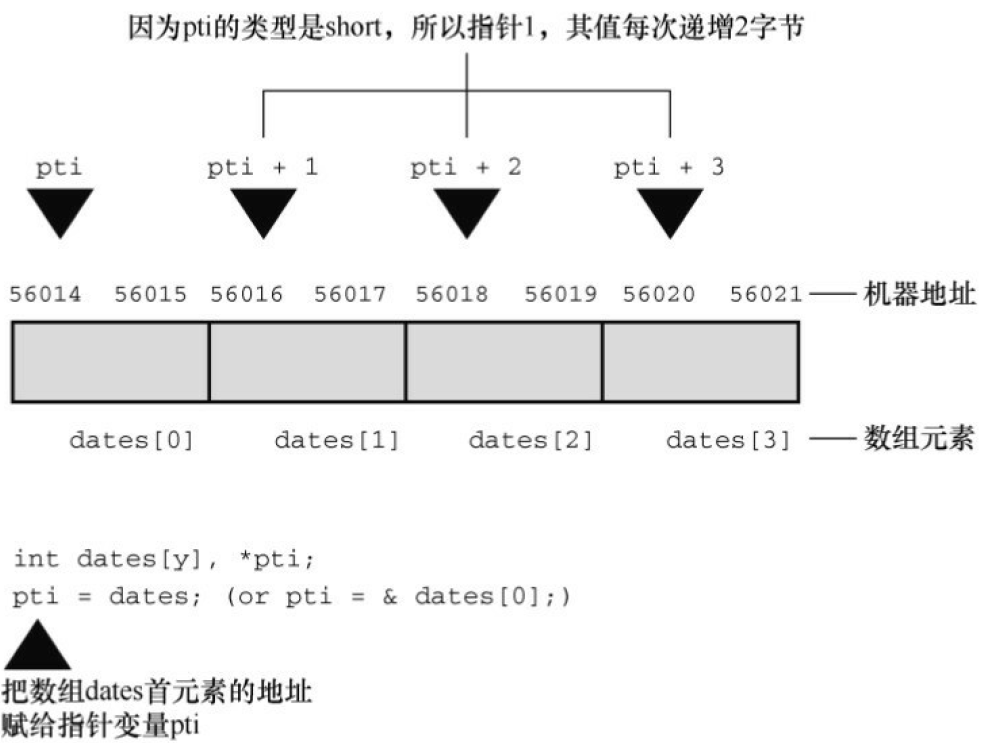 因为pti的类型是short，所以指针1，其值每次递增2字节
pti pti + 1 pti + 2 pti + 3
56014 56015 56016 56017 56018 56019 56020 56021 机器地址
dates[0] dates[1] dates[2] dates[3] 数组元素
int dates[y], *pti;
pti = dates; (or pti = & dates[0];)
把数组dates首元素的地址
赋给指针变量pti